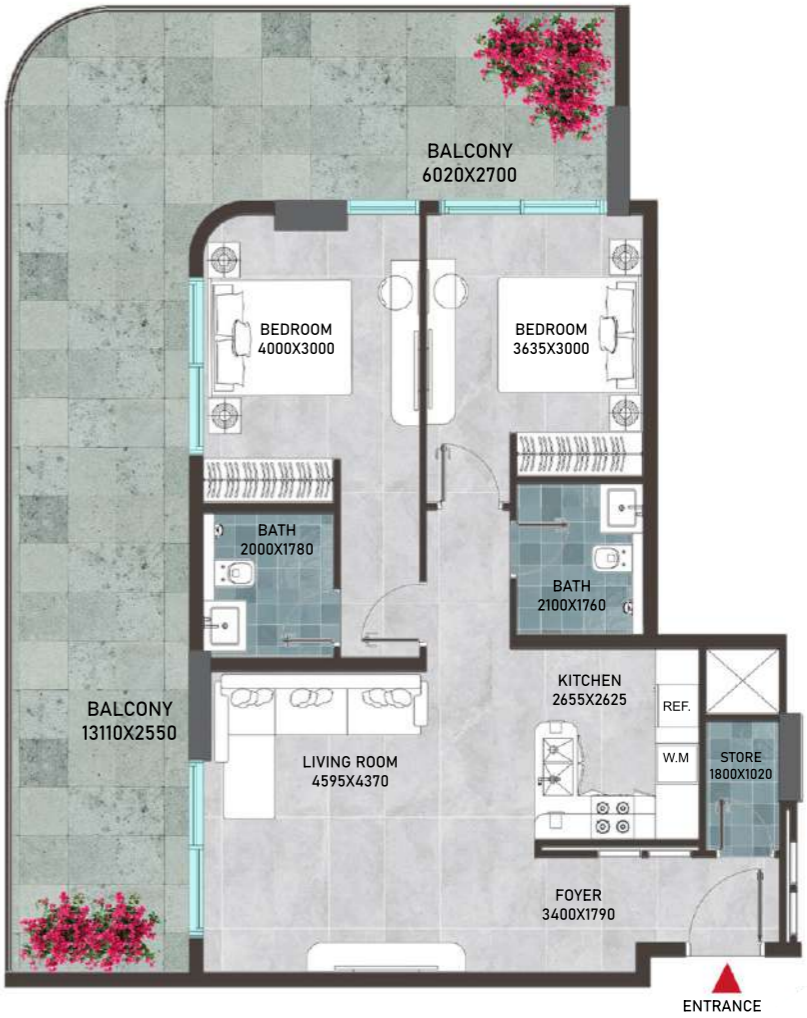 BALCONY
6020X2700
BEDROOM
4000X3000
BEDROOM
3635X3000
BATH
2000X1780
BATH
2100X1760
KITCHEN
2655X2625
REF.
BALCONY
13110X2550
LIVING ROOM
4595X4370
W.M
STORE
1800X1020
FOYER
3400X1790
ENTRANCE